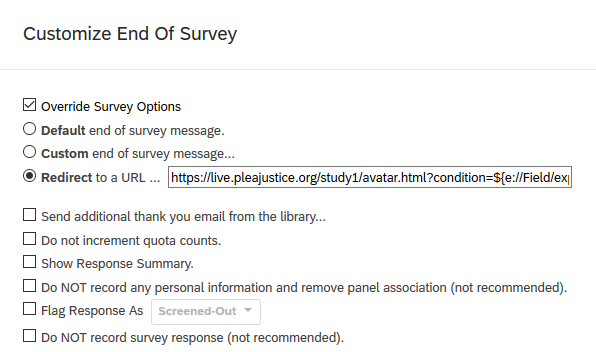 Customize End Of Survey
Override Survey Options
Default end of survey message.
Custom end of survey message...
Redirect to a URL ... https://live.pleajustice.org/study1/avatar.html?condition=${e://Field/exp
Send additional thank you email from the library...
Do not increment quota counts.
Show Response Summary.
Do NOT record any personal information and remove panel association (not recommended).
Flag Response As Screened-Out
Do NOT record survey response (not recommended).